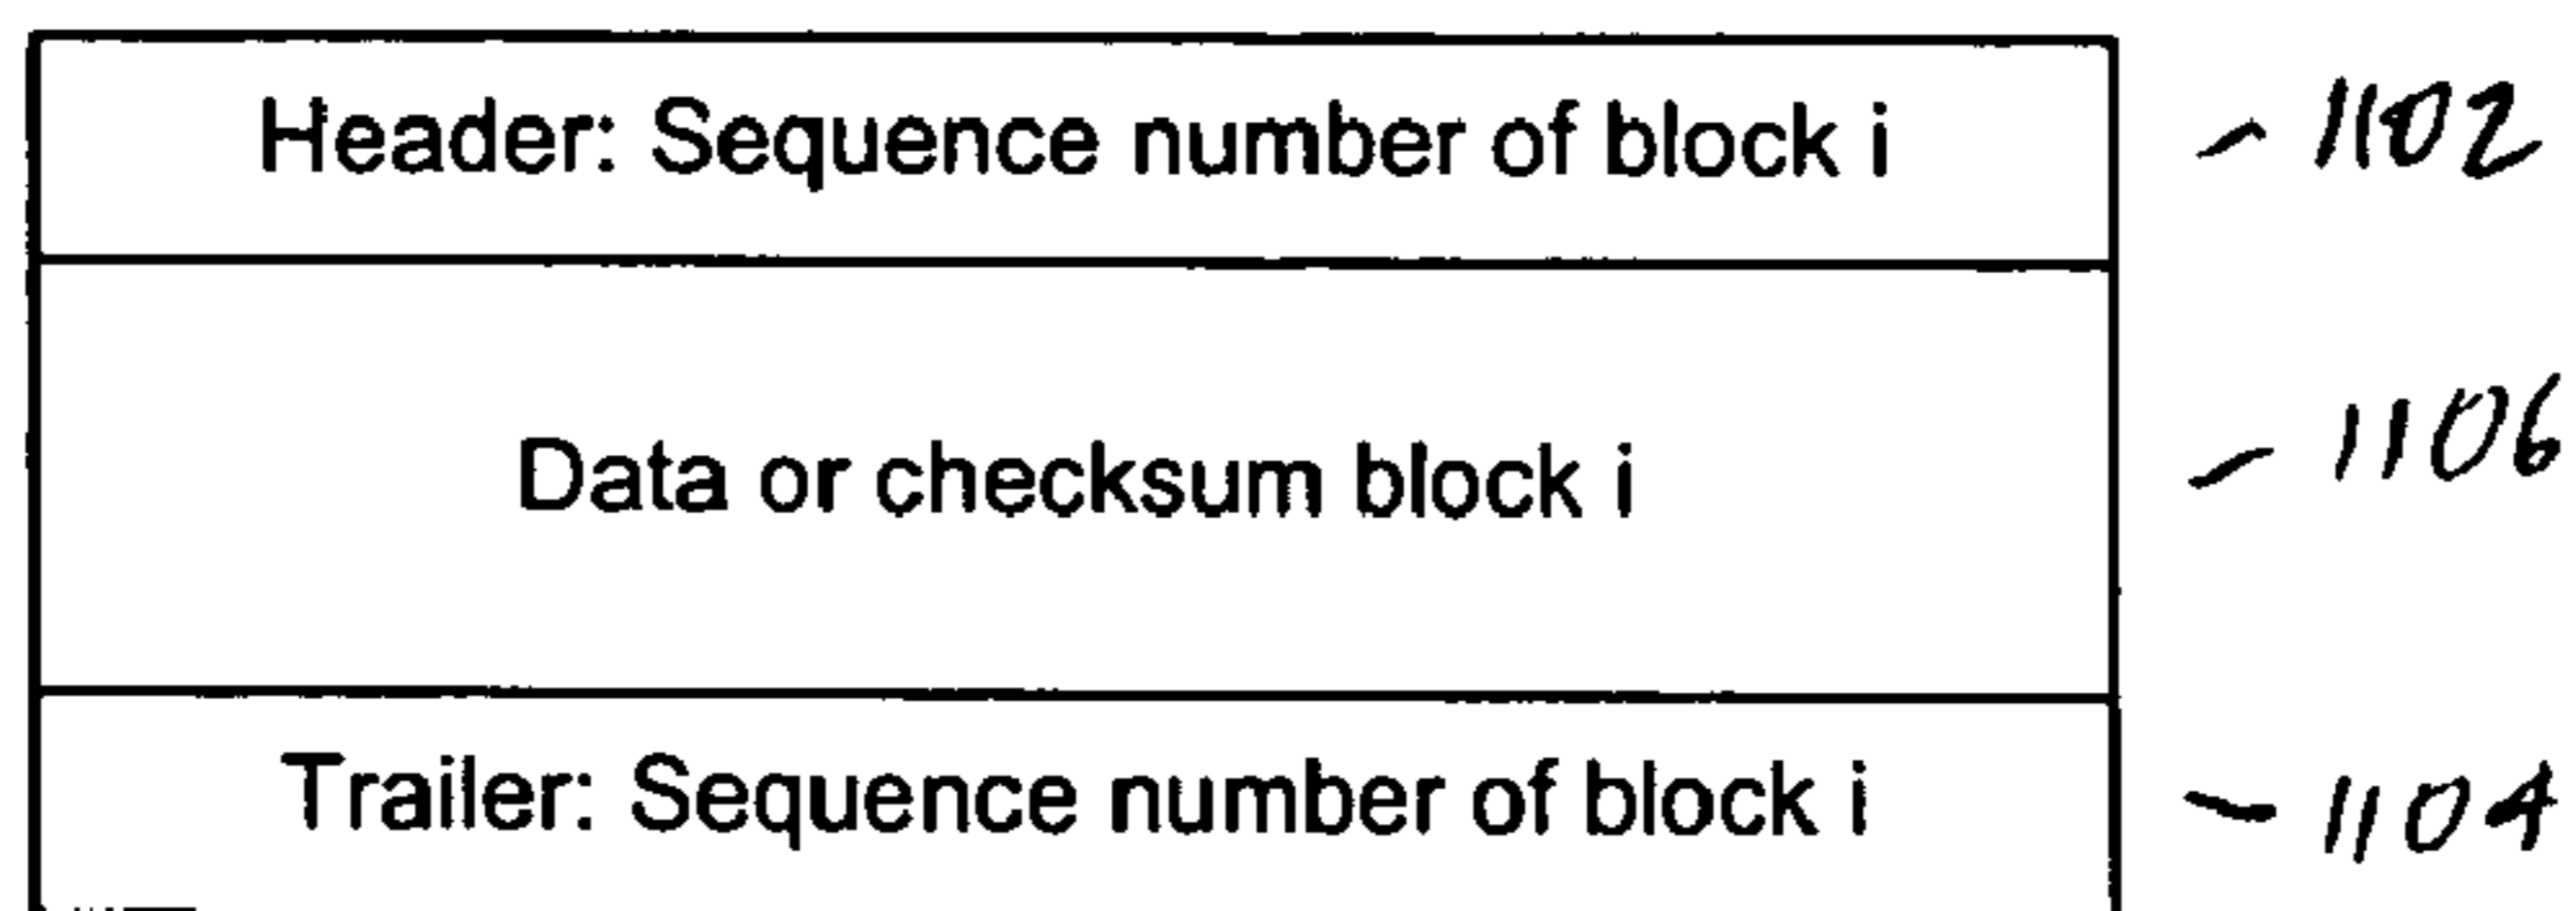 Header: Sequence number of block i - 1102
Data or checksum block i - 1106
Trailer: Sequence number of block i - 1104